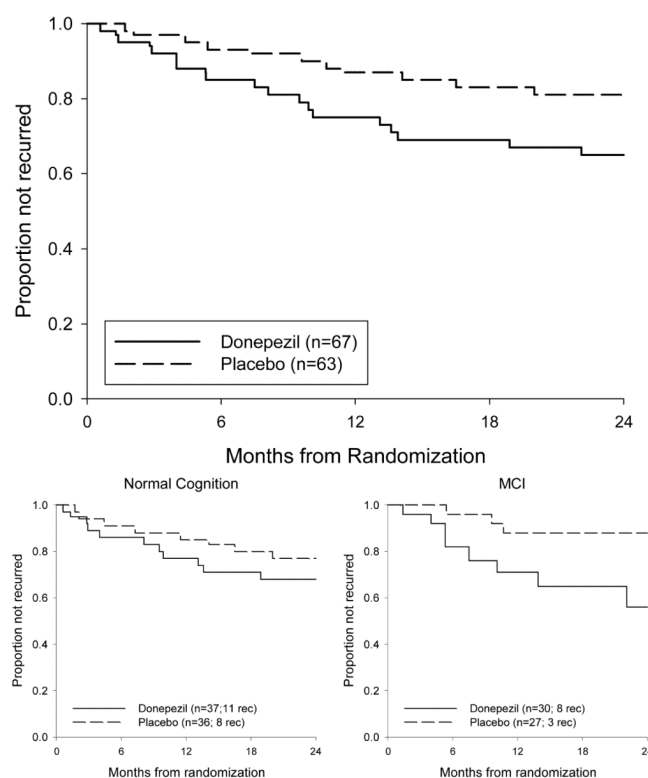 1.0
0.8
0.6
0.4
0.2
0.0
Proportion not recurred
Donepezil (n=67)
Placebo (n=63)
0 6 12 18 24
Months from Randomization
Normal Cognition
1.0
0.8
0.6
0.4
0.2
0.0
Proportion not recurred
Donepezil (n=37;11 rec)
Placebo (n=36; 8 rec)
0 6 12 18 24
Months from randomization
MCI
1.0
0.8
0.6
0.4
0.2
0.0
Proportion not recurred
Donepezil (n=30; 8 rec)
Placebo (n=27; 3 rec)
0 6 12 18 24
Months from randomization